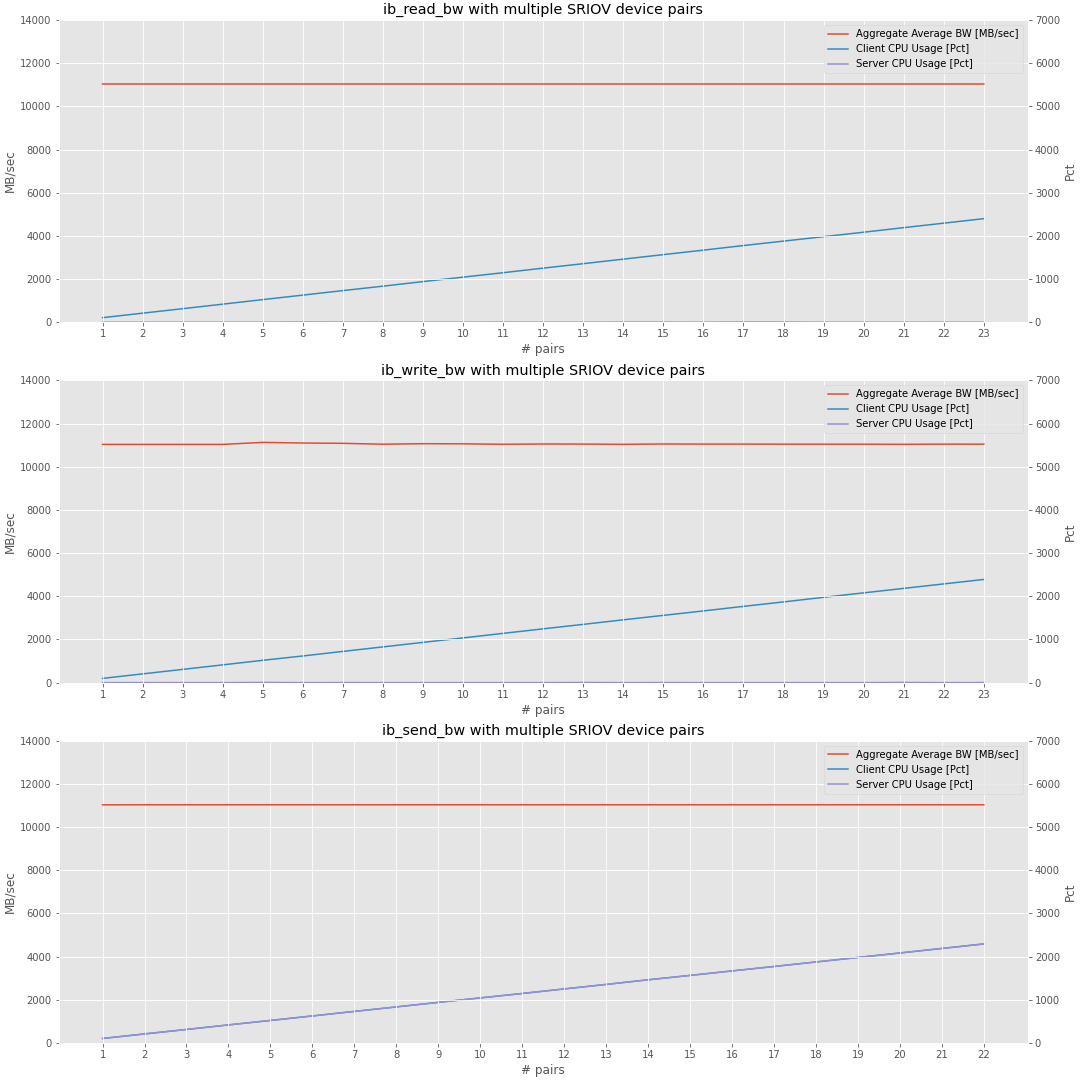 ib_read_bw with multiple SRIOV device pairs
14000
12000
10000
8000
6000
4000
2000
0
MB/sec
Aggregate Average BW [MB/sec]
Client CPU Usage [Pct]
Server CPU Usage [Pct]
7000
6000
5000
4000
3000
2000
1000
0
Pct
1 2 3 4 5 6 7 8 9 10 11 12 13 14 15 16 17 18 19 20 21 22 23
# pairs
ib_write_bw with multiple SRIOV device pairs
14000
12000
10000
8000
6000
4000
2000
0
MB/sec
Aggregate Average BW [MB/sec]
Client CPU Usage [Pct]
Server CPU Usage [Pct]
7000
6000
5000
4000
3000
2000
1000
0
Pct
1 2 3 4 5 6 7 8 9 10 11 12 13 14 15 16 17 18 19 20 21 22 23
# pairs
ib_send_bw with multiple SRIOV device pairs
14000
12000
10000
8000
6000
4000
2000
0
MB/sec
Aggregate Average BW [MB/sec]
Client CPU Usage [Pct]
Server CPU Usage [Pct]
7000
6000
5000
4000
3000
2000
1000
0
Pct
1 2 3 4 5 6 7 8 9 10 11 12 13 14 15 16 17 18 19 20 21 22
# pairs